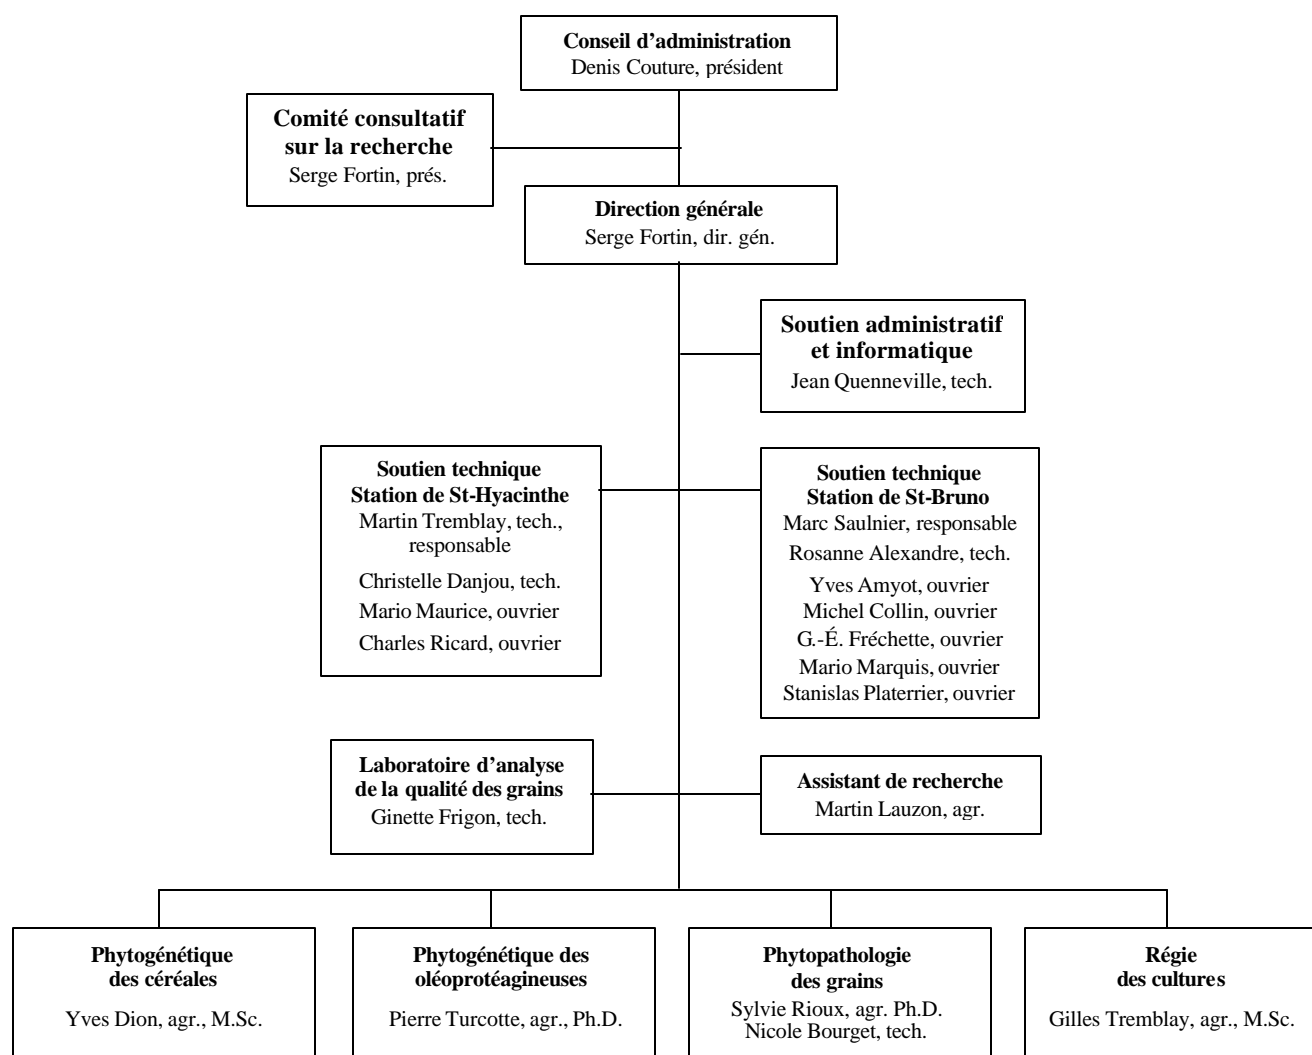 Conseil d’administration
Denis Couture, président
Comité consultatif
sur la recherche
Serge Fortin, prés.
Direction générale
Serge Fortin, dir. gén.
Soutien administratif
et informatique
Jean Quenneville, tech.
Soutien technique
Station de St-Hyacinthe
Martin Tremblay, tech.,
responsable
Christelle Danjou, tech.
Mario Maurice, ouvrier
Charles Ricard, ouvrier
Soutien technique
Station de St-Bruno
Marc Saulnier, responsable
Rosanne Alexandre, tech.
Yves Amyot, ouvrier
Michel Collin, ouvrier
G.-É. Fréchette, ouvrier
Mario Marquis, ouvrier
Stanislas Platerrier, ouvrier
Laboratoire d’analyse
de la qualité des grains
Ginette Frigon, tech.
Assistant de recherche
Martin Lauzon, agr.
Phytogénétique
des céréales
Yves Dion, agr., M.Sc.
Phytogénétique des
oléoprotéagineuses
Pierre Turcotte, agr., Ph.D.
Phytopathologie
des grains
Sylvie Rioux, agr. Ph.D.
Nicole Bourget, tech.
Régie
des cultures
Gilles Tremblay, agr., M.Sc.